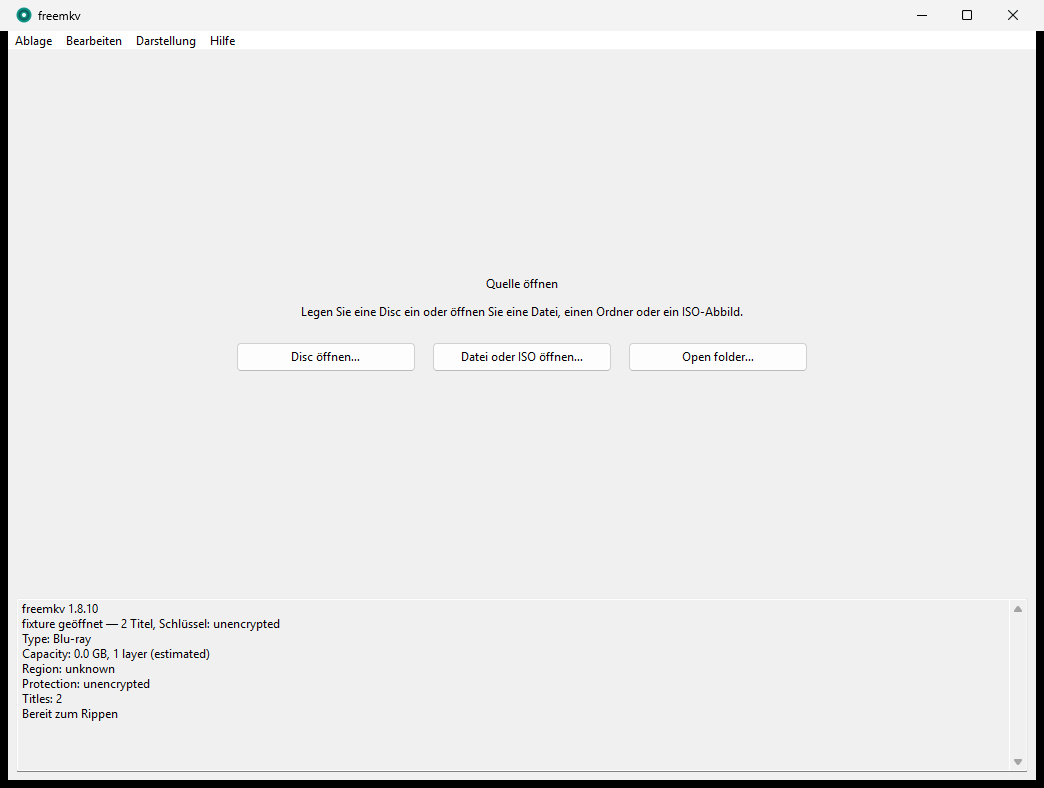 freemkv
Ablage Bearbeiten Darstellung Hilfe
Quelle öffnen
Legen Sie eine Disc ein oder öffnen Sie eine Datei, einen Ordner oder ein ISO-Abbild.
Disc öffnen... Datei oder ISO öffnen... Open folder...
freemkv 1.8.10
fixture geöffnet — 2 Titel, Schlüssel: unencrypted
Type: Blu-ray
Capacity: 0.0 GB, 1 layer (estimated)
Region: unknown
Protection: unencrypted
Titles: 2
Bereit zum Rippen